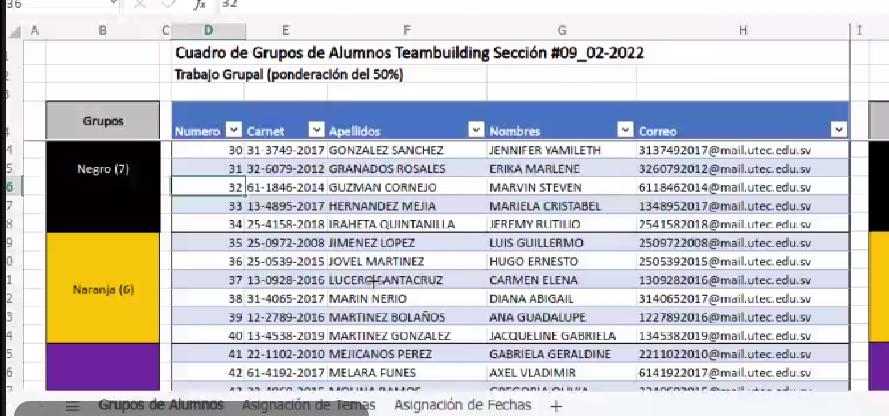 36 fx 32
A B C D E F G H I
Cuadro de Grupos de Alumnos Teambuilding Sección #09_02-2022
Trabajo Grupal (ponderación del 50%)
Grupos Numero Carnet Apellidos Nombres Correo
30 31-3749-2017 GONZALEZ SANCHEZ JENNIFER YAMILETH 3137492017@mail.utec.edu.sv
Negro (7) 31 32-6079-2012 GRANADOS ROSALES ERIKA MARLENE 3260792012@mail.utec.edu.sv
32 61-1846-2014 GUZMAN CORNEJO MARVIN STEVEN 6118462014@mail.utec.edu.sv
33 13-4895-2017 HERNANDEZ MEJIA MARIELA CRISTABEL 1348952017@mail.utec.edu.sv
34 25-4158-2018 IRAHETA QUINTANILLA JEREMY RUTILIO 2541582018@mail.utec.edu.sv
35 25-0972-2008 JIMENEZ LOPEZ LUIS GUILLERMO 2509722008@mail.utec.edu.sv
36 25-0539-2015 JOVEL MARTINEZ HUGO ERNESTO 2505392015@mail.utec.edu.sv
37 13-0928-2016 LUCERO SANTACRUZ CARMEN ELENA 1309282016@mail.utec.edu.sv
Naranja (6) 38 31-4065-2017 MARIN NERIO DIANA ABIGAIL 3140652017@mail.utec.edu.sv
39 12-2789-2016 MARTINEZ BOLAÑOS ANA GUADALUPE 1227892016@mail.utec.edu.sv
40 13-4538-2019 MARTINEZ GONZALEZ JACQUELINE GABRIELA 1345382019@mail.utec.edu.sv
41 22-1102-2010 MEJICANOS PEREZ GABRIELA GERALDINE 2211022010@mail.utec.edu.sv
42 61-4192-2017 MELARA FUNES AXEL VLADIMIR 6141922017@mail.utec.edu.sv
Grupos de Alumnos Asignación de Temas Asignación de Fechas +